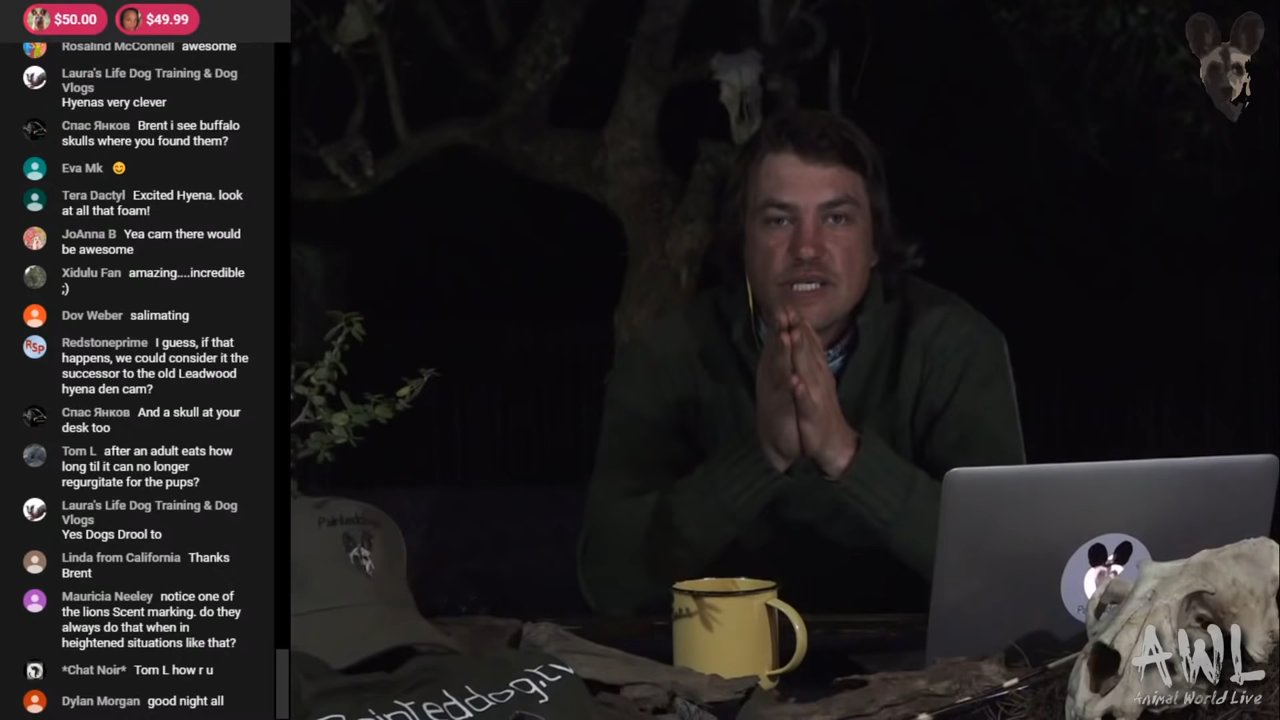 $50.00
$49.99
Rosalind McConnell awesome
Laura's Life Dog Training & Dog
Vlogs
Hyenas very clever
Спас Янков Brent i see buffalo
skulls where you found them?
Eva Mk 😊
Tera Dactyl Excited Hyena. look
at all that foam!
JoAnna B Yea cam there would
be awesome
Xidulu Fan amazing....incredible
;)
Dov Weber salimating
RSp
Redstoneprime I guess, if that
happens, we could consider it the
successor to the old Leadwood
hyena den cam?
Спас Янков And a skull at your
desk too
Tom L after an adult eats how
long til it can no longer
regurgitate for the pups?
Laura's Life Dog Training & Dog
Vlogs
Yes Dogs Drool to
Linda from California Thanks
Brent
Mauricia Neeley notice one of
the lions Scent marking. do they
always do that when in
heightened situations like that?
*Chat Noir* Tom L how r u
Dylan Morgan good night all
Painteddogtv
AWL
Animal World Live